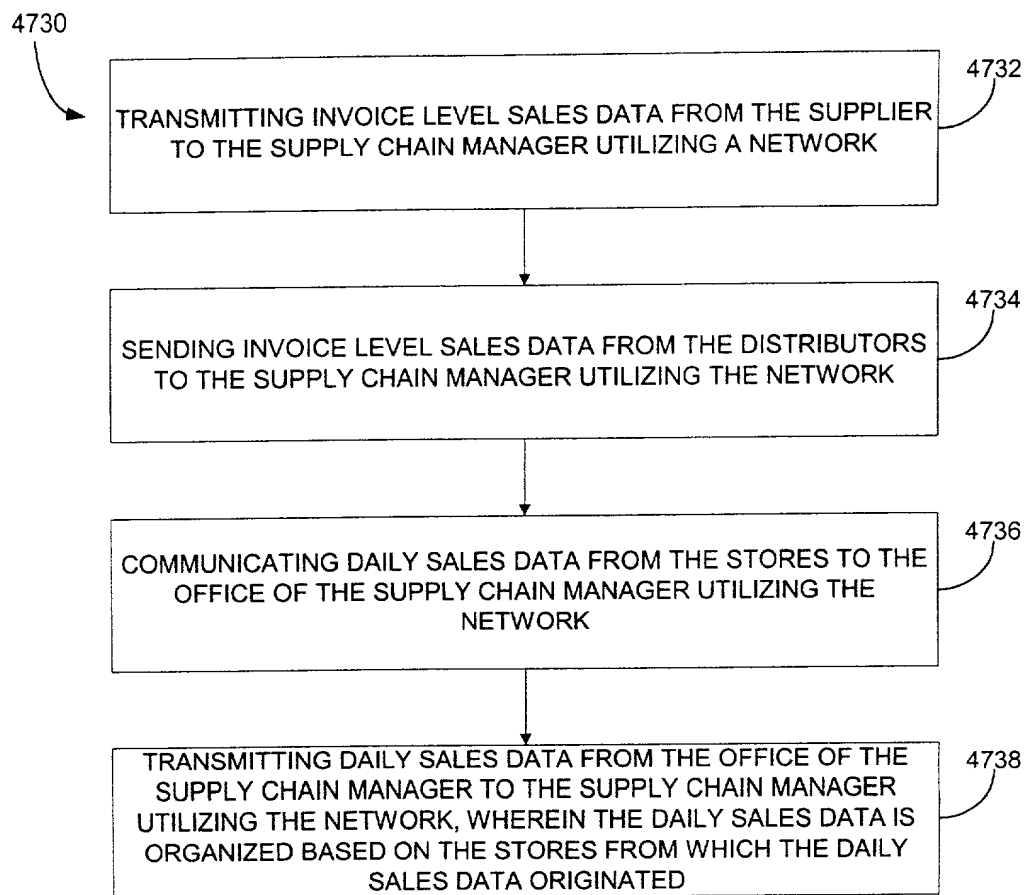 4730
4732
TRANSMITTING INVOICE LEVEL SALES DATA FROM THE SUPPLIER
TO THE SUPPLY CHAIN MANAGER UTILIZING A NETWORK
4734
SENDING INVOICE LEVEL SALES DATA FROM THE DISTRIBUTORS
TO THE SUPPLY CHAIN MANAGER UTILIZING THE NETWORK
4736
COMMUNICATING DAILY SALES DATA FROM THE STORES TO THE
OFFICE OF THE SUPPLY CHAIN MANAGER UTILIZING THE
NETWORK
4738
TRANSMITTING DAILY SALES DATA FROM THE OFFICE OF THE
SUPPLY CHAIN MANAGER TO THE SUPPLY CHAIN MANAGER
UTILIZING THE NETWORK, WHEREIN THE DAILY SALES DATA IS
ORGANIZED BASED ON THE STORES FROM WHICH THE DAILY
SALES DATA ORIGINATED